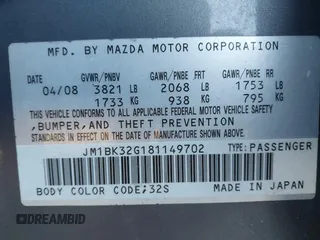 MFD. BY MAZDA MOTOR CORPORATION
GVWR/PNBV GAWR/PNBE FRT GAWR/PNBE RR
04/08 3821 LB 2068 LB 1753 LB
1733 KG 938 KG 795 KG
THIS VEHICLE CONFORMS TO ALL APPLICABLE FEDERAL MOTOR VEHICLE SAFETY
,BUMPER,AND THEFT PREVENTION
STANDARDS IN EFFECT ON THE DATE OF MANUFACTURE SHOWN ABOVE.
JM1BK32G181149702 TYPE:PASSENGER
BODY COLOR CODE;32S MADE IN JAPAN
DREAMBID